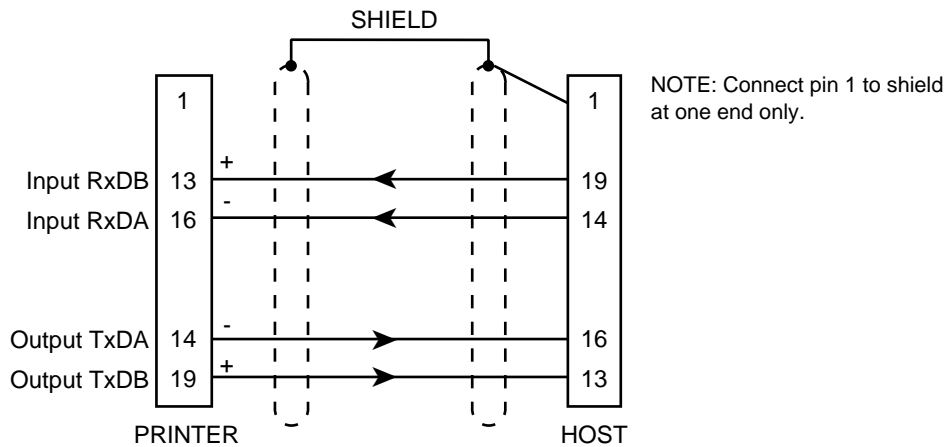 SHIELD
1
1
NOTE: Connect pin 1 to shield
at one end only.
Input RxDB 13 + 19
Input RxDA 16 - 14
Output TxDA 14 - 16
Output TxDB 19 + 13
PRINTER
HOST